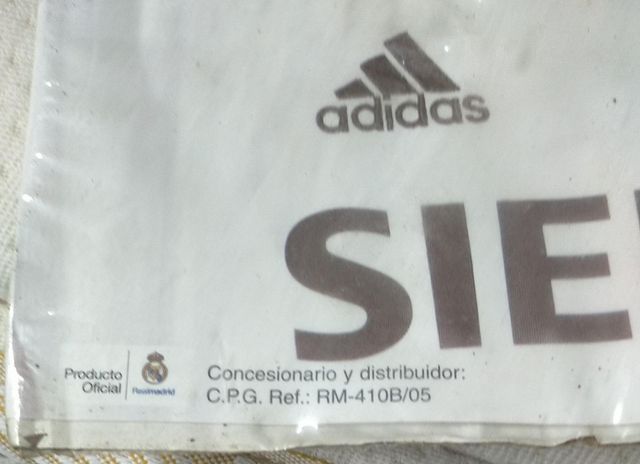 adidas
SIE
Producto
Oficial
Realmadrid
Concesionario y distribuidor:
C.P.G. Ref.: RM-410B/05